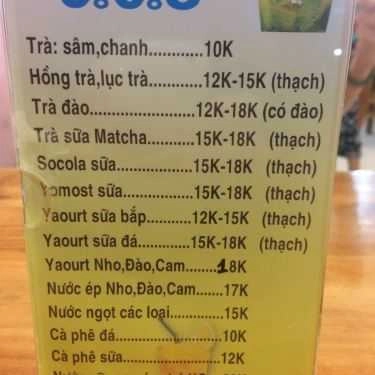 Trà: sâm,chanh............10K
Hồng trà,lục trà............12K-15K (thạch)
Trà đào.......................12K-18K (có đào)
Trà sữa Matcha...........15K-18K (thạch)
Socola sữa..................15K-18K (thạch)
Yomost sữa................15K-18K (thạch)
Yaourt sữa bắp...........12K-15K (thạch)
Yaourt sữa đá.............15K-18K (thạch)
Yaourt Nho,Đào,Cam.......18K
Nước ép Nho,Đào,Cam......17K
Nước ngọt các loại..............15K
Cà phê đá.........................10K
Cà phê sữa.......................12K